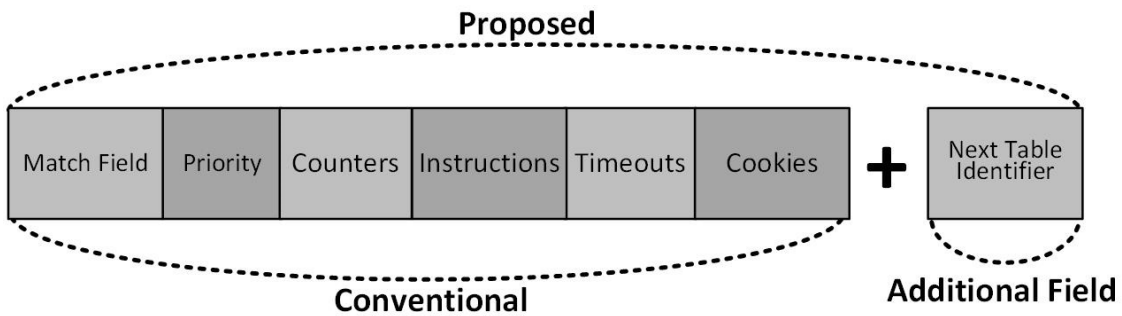 Proposed
Match Field Priority Counters Instructions Timeouts Cookies + Next Table
Identifier
Conventional
Additional Field